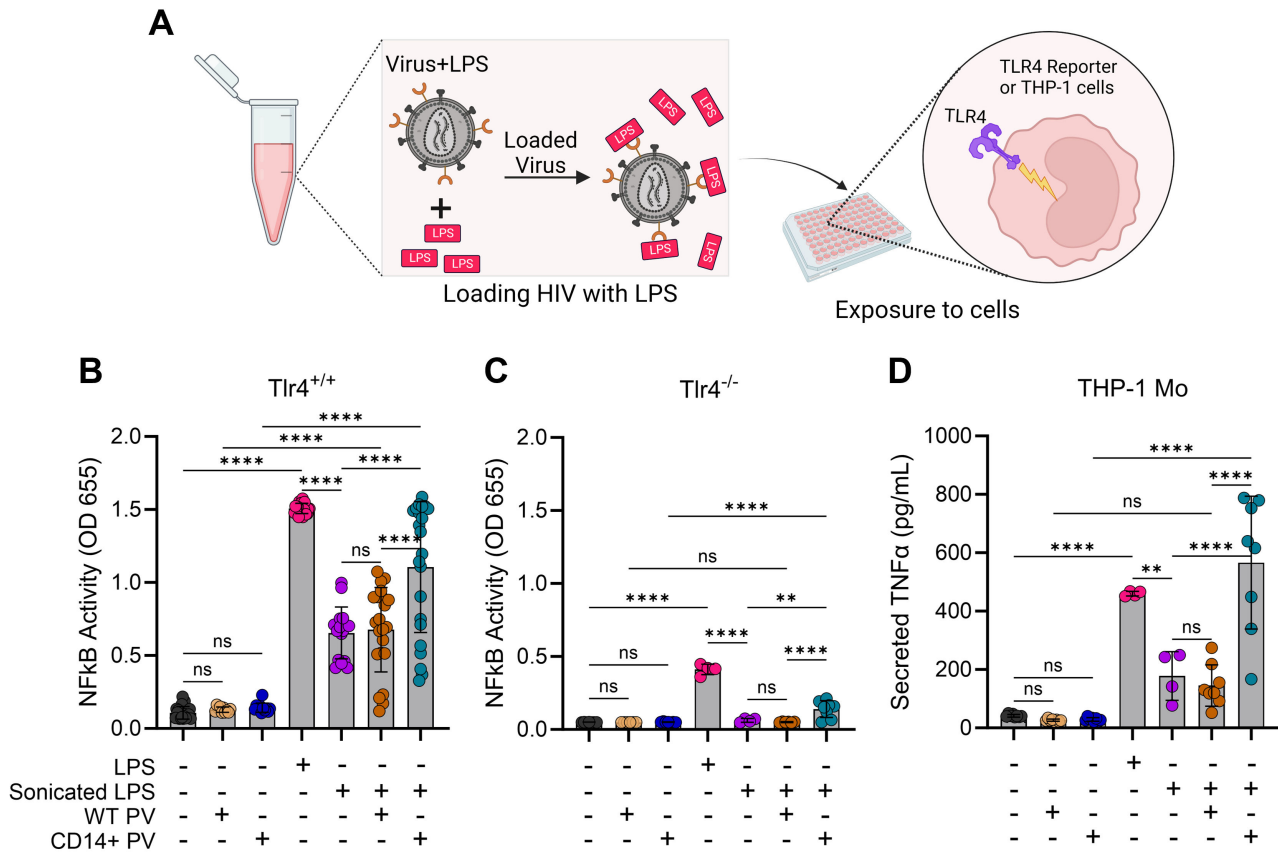 A
Virus+LPS
Loaded
Virus
+
LPS
LPS LPS
LPS LPS LPS
LPS
LPS LPS
Loading HIV with LPS
TLR4 Reporter
or THP-1 cells
TLR4
Exposure to cells
B
Tlr4+/+
NFkB Activity (OD 655)
2.0
1.5
1.0
0.5
0.0
****
****
****
****
****
ns
****
ns
ns
C
Tlr4-/-
NFkB Activity (OD 655)
2.0
1.5
1.0
0.5
0.0
****
ns
****
**
****
ns
****
ns
ns
D
THP-1 Mo
Secreted TNFα (pg/mL)
1000
800
600
400
200
0
****
****
ns
****
****
**
ns
ns
ns
LPS - - - + - - - - - - + - - - - - - + - - -
Sonicated LPS - - - - + + + - - - - + + + - - - - + + +
WT PV - + - - - + - - + - - - + - - + - - - + -
CD14+ PV - - + - - - + - - + - - - + - - + - - - +